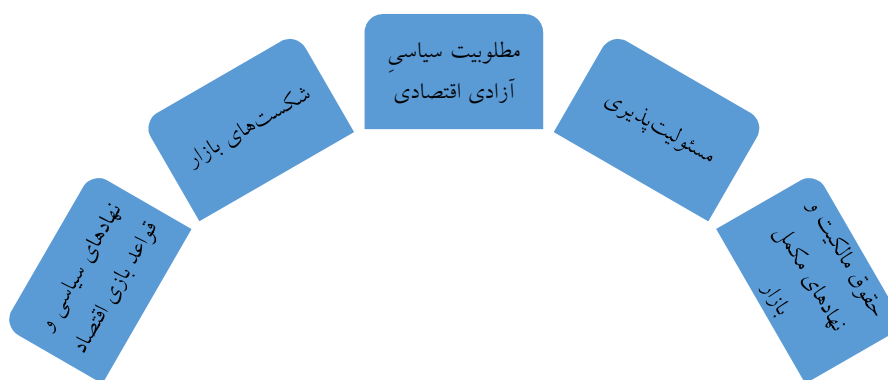 حقوق مالکیت و
نهادهای مکمل
بازار
مسئولیت‌پذیری
مطلوبیت سیاسیِ
آزادی اقتصادی
شکست‌های بازار
نهادهای سیاسی و
قواعد بازی اقتصاد